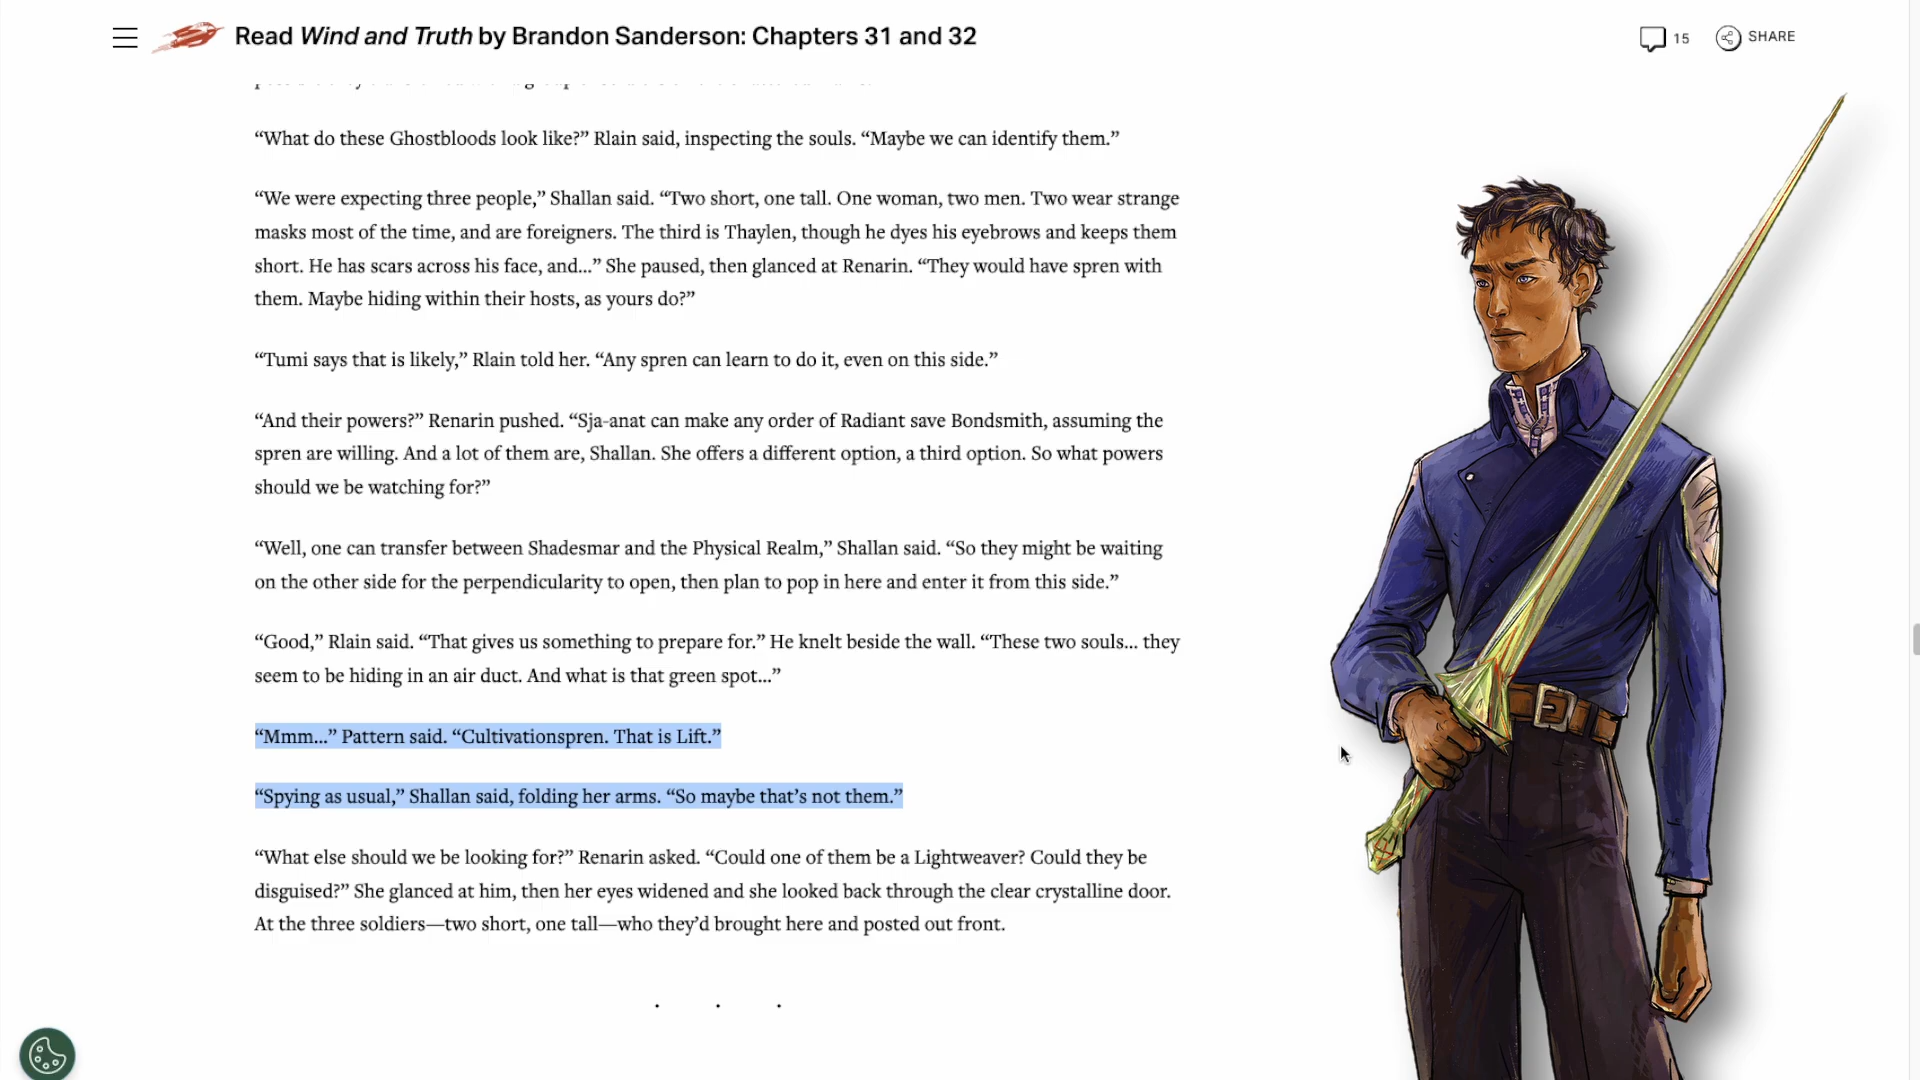 Read Wind and Truth by Brandon Sanderson: Chapters 31 and 32
15
SHARE
“What do these Ghostbloods look like?” Rlain said, inspecting the souls. “Maybe we can identify them.”
“We were expecting three people,” Shallan said. “Two short, one tall. One woman, two men. Two wear strange
masks most of the time, and are foreigners. The third is Thaylen, though he dyes his eyebrows and keeps them
short. He has scars across his face, and…” She paused, then glanced at Renarin. “They would have spren with
them. Maybe hiding within their hosts, as yours do?”
“Tumi says that is likely,” Rlain told her. “Any spren can learn to do it, even on this side.”
“And their powers?” Renarin pushed. “Sja-anat can make any order of Radiant save Bondsmith, assuming the
spren are willing. And a lot of them are, Shallan. She offers a different option, a third option. So what powers
should we be watching for?”
“Well, one can transfer between Shadesmar and the Physical Realm,” Shallan said. “So they might be waiting
on the other side for the perpendicularity to open, then plan to pop in here and enter it from this side.”
“Good,” Rlain said. “That gives us something to prepare for.” He knelt beside the wall. “These two souls… they
seem to be hiding in an air duct. And what is that green spot…”
“Mmm…” Pattern said. “Cultivationspren. That is Lift.”
“Spying as usual,” Shallan said, folding her arms. “So maybe that’s not them.”
“What else should we be looking for?” Renarin asked. “Could one of them be a Lightweaver? Could they be
disguised?” She glanced at him, then her eyes widened and she looked back through the clear crystalline door.
At the three soldiers—two short, one tall—who they’d brought here and posted out front.
. . .